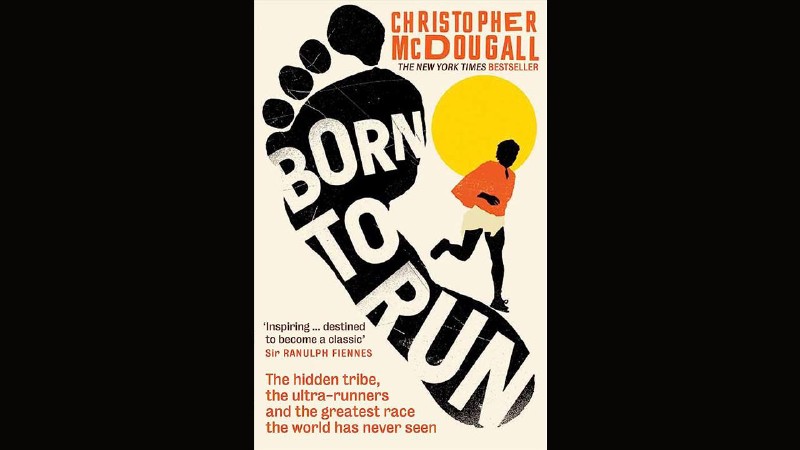 CHRISTOPHER
McDOUGALL
THE NEW YORK TIMES BESTSELLER
BORN
TO
RUN
‘Inspiring ... destined
to become a classic’
Sir RANULPH FIENNES
The hidden tribe,
the ultra-runners
and the greatest race
the world has never seen